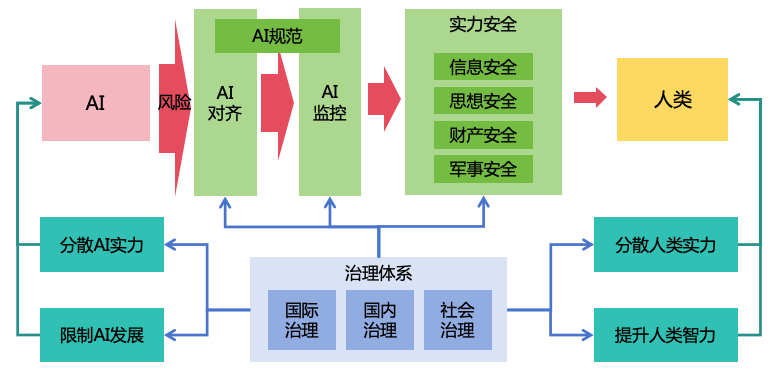 AI规范
实力安全
AI
风险
AI
对齐
AI
监控
信息安全
思想安全
财产安全
军事安全
人类
分散AI实力
限制AI发展
治理体系
国际
治理
国内
治理
社会
治理
分散人类实力
提升人类智力